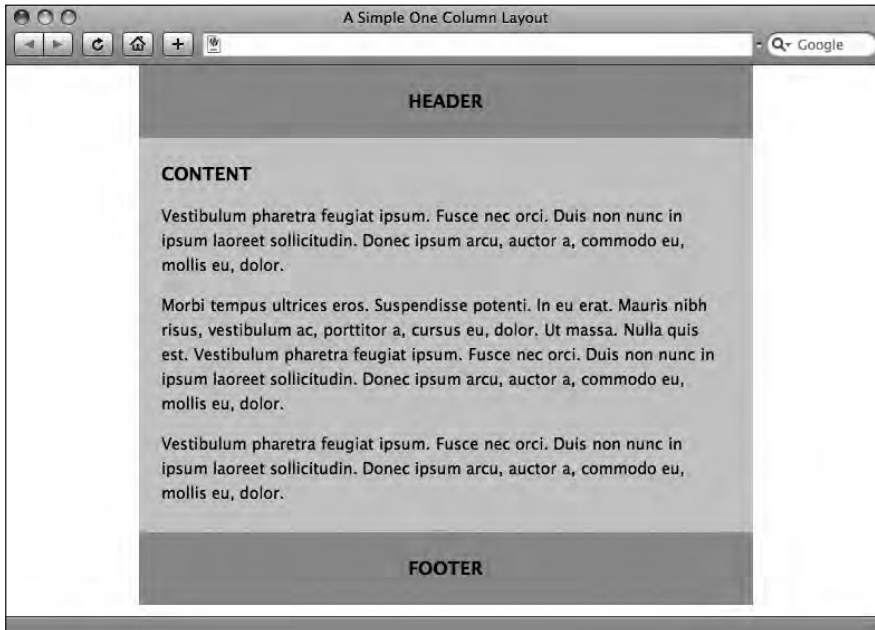 A Simple One Column Layout
Google
HEADER
CONTENT
Vestibulum pharetra feugiat ipsum. Fusce nec orci. Duis non nunc in
ipsum laoreet sollicitudin. Donec ipsum arcu, auctor a, commodo eu,
mollis eu, dolor.
Morbi tempus ultrices eros. Suspendisse potenti. In eu erat. Mauris nibh
risus, vestibulum ac, porttitor a, cursus eu, dolor. Ut massa. Nulla quis
est. Vestibulum pharetra feugiat ipsum. Fusce nec orci. Duis non nunc in
ipsum laoreet sollicitudin. Donec ipsum arcu, auctor a, commodo eu,
mollis eu, dolor.
Vestibulum pharetra feugiat ipsum. Fusce nec orci. Duis non nunc in
ipsum laoreet sollicitudin. Donec ipsum arcu, auctor a, commodo eu,
mollis eu, dolor.
FOOTER